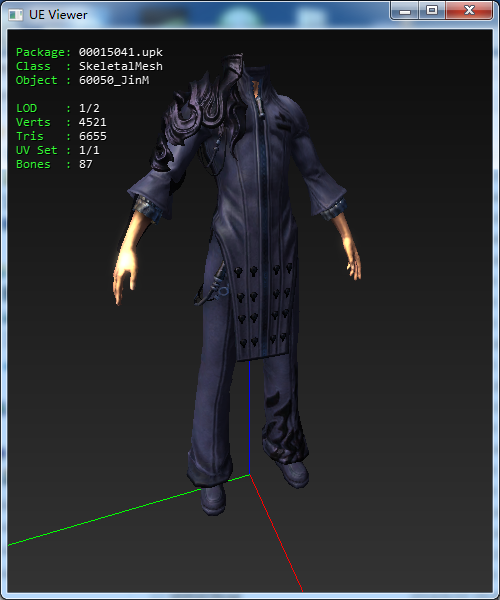 UE Viewer
Package: 00015041.upk
Class  : SkeletalMesh
Object : 60050_JinM
LOD    : 1/2
Verts  : 4521
Tris   : 6655
UV Set : 1/1
Bones  : 87